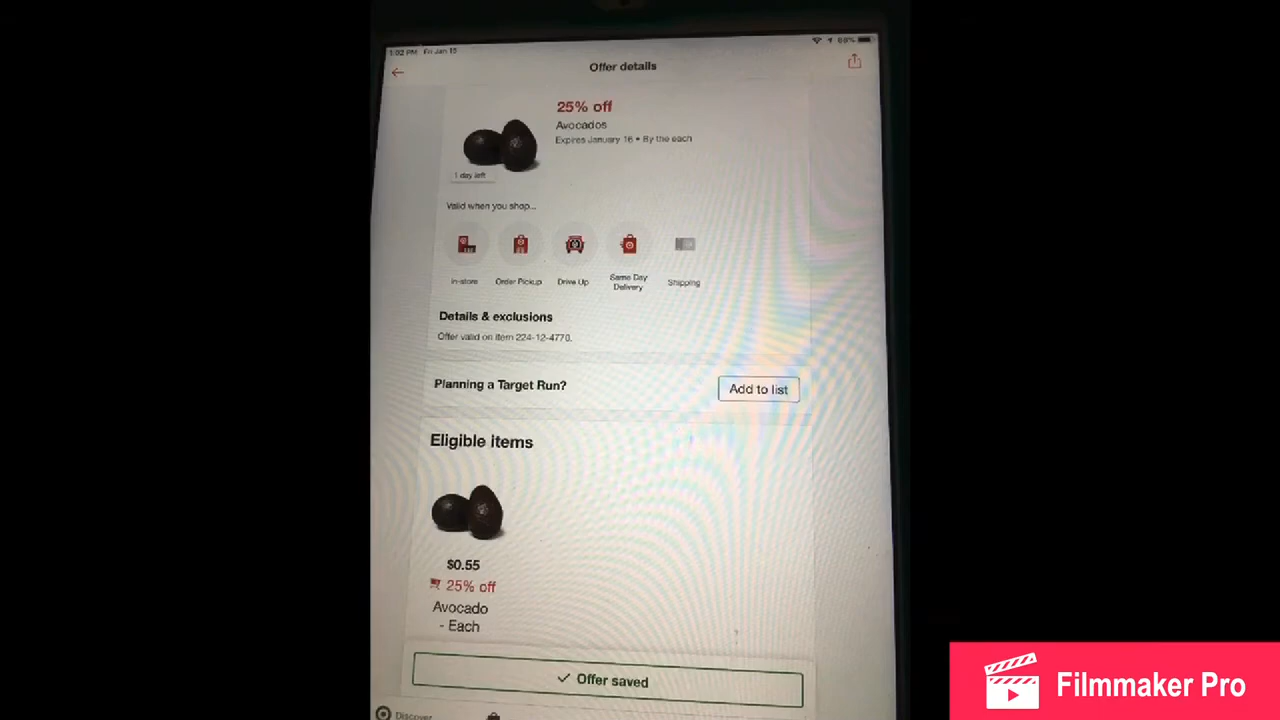 1:02 PM Fri Jan 15
88%
Offer details
25% off
Avocados
Expires January 16 • By the each
1 day left
Valid when you shop...
In-store
Order Pickup
Drive Up
Same Day
Delivery
Shipping
Details & exclusions
Offer valid on item 224-12-4770.
Planning a Target Run?
Add to list
Eligible items
$0.55
25% off
Avocado
- Each
Offer saved
Discover
Filmmaker Pro